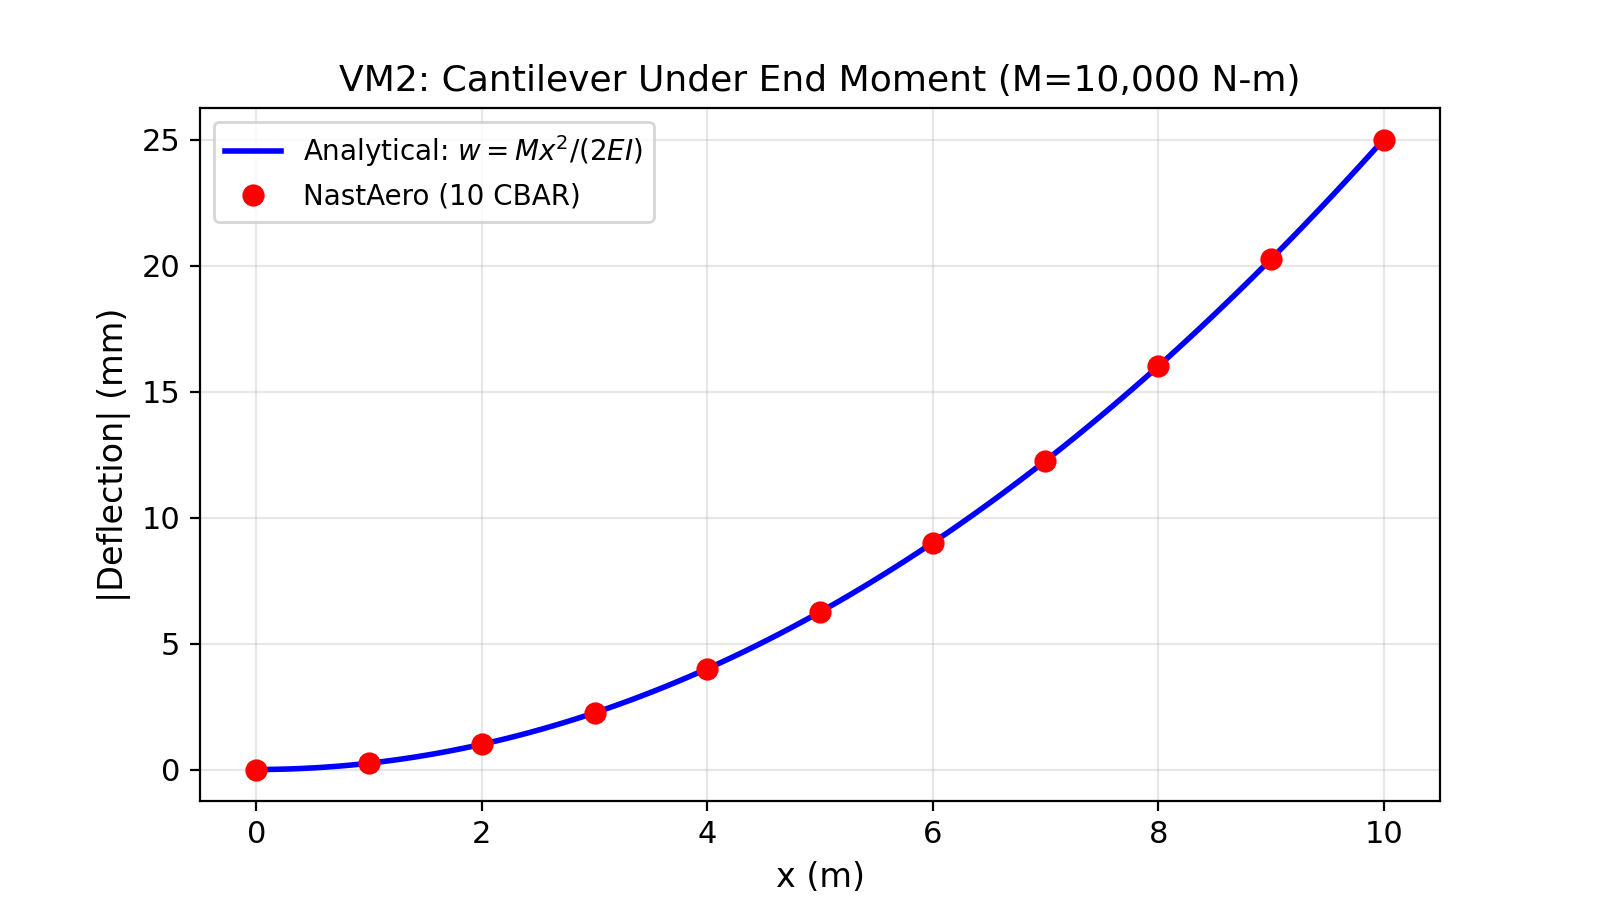 VM2: Cantilever Under End Moment (M=10,000 N-m)
Analytical: w = Mx²/(2EI)
NastAero (10 CBAR)
25
20
15
10
5
0
|Deflection| (mm)
0 2 4 6 8 10
x (m)